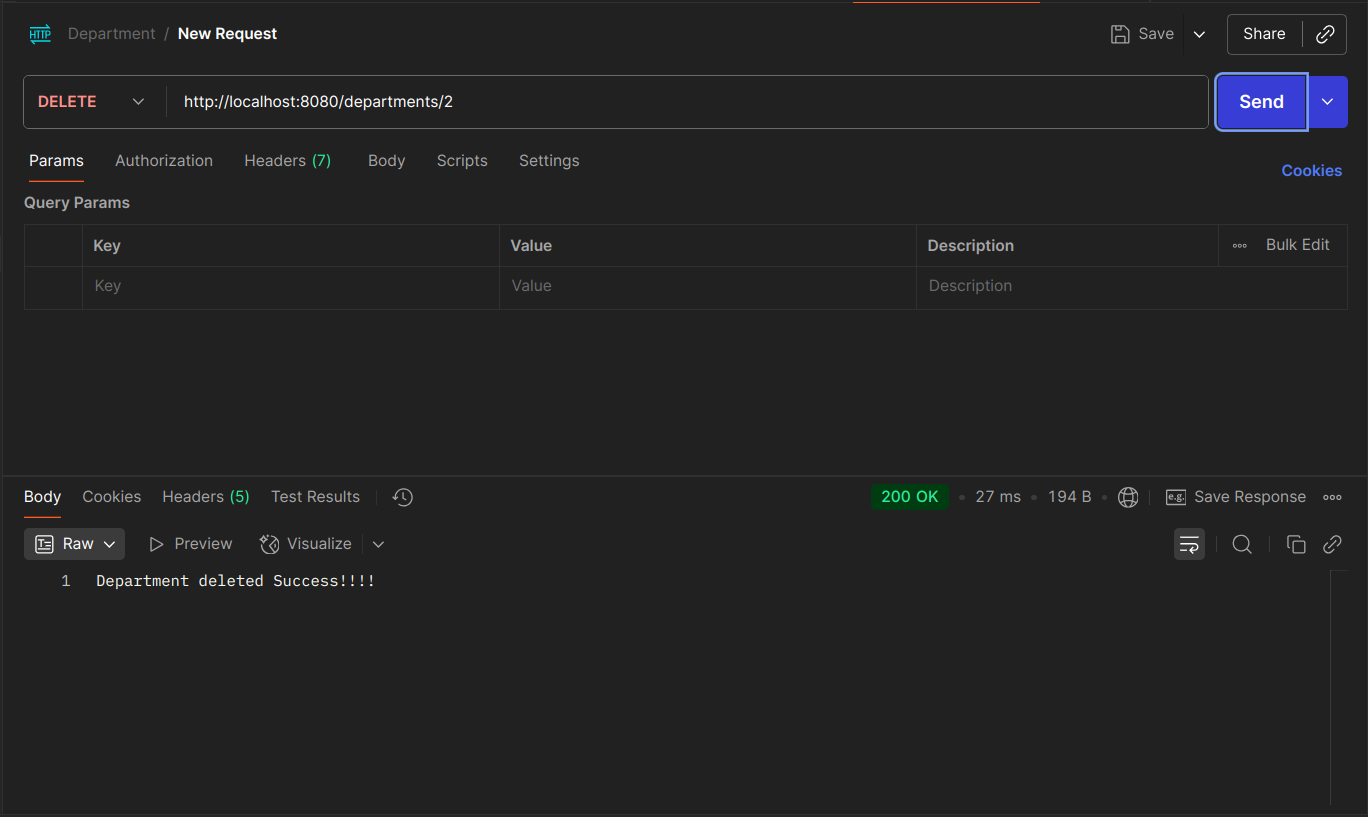 HTTP Department / New Request Save Share
DELETE http://localhost:8080/departments/2 Send
Params Authorization Headers (7) Body Scripts Settings Cookies
Query Params
Key Value Description Bulk Edit
Key Value Description
Body Cookies Headers (5) Test Results 200 OK 27 ms 194 B e.g. Save Response
Raw Preview Visualize
1 Department deleted Success!!!!